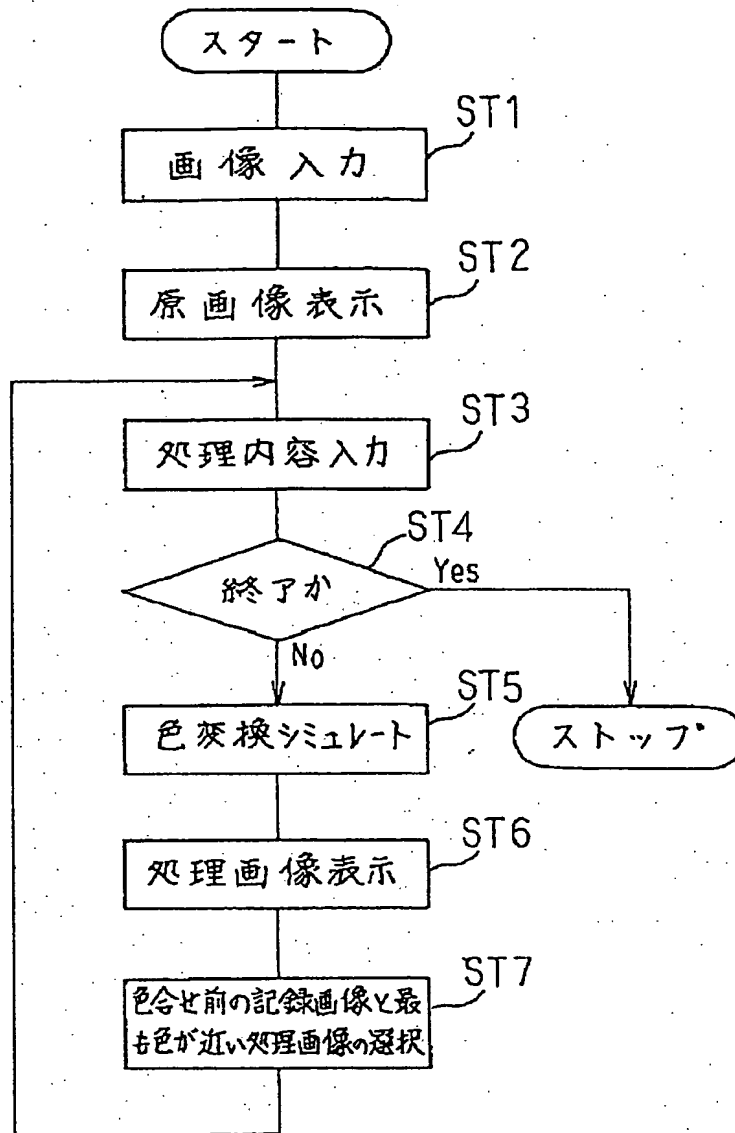 スタート
ST1
画像入力
ST2
原画像表示
ST3
処理内容入力
ST4
終了か
Yes
No
ST5
色変換シミュレート
ストップ
ST6
処理画像表示
ST7
色合せ前の記録画像と最
も色が近い処理画像の選択